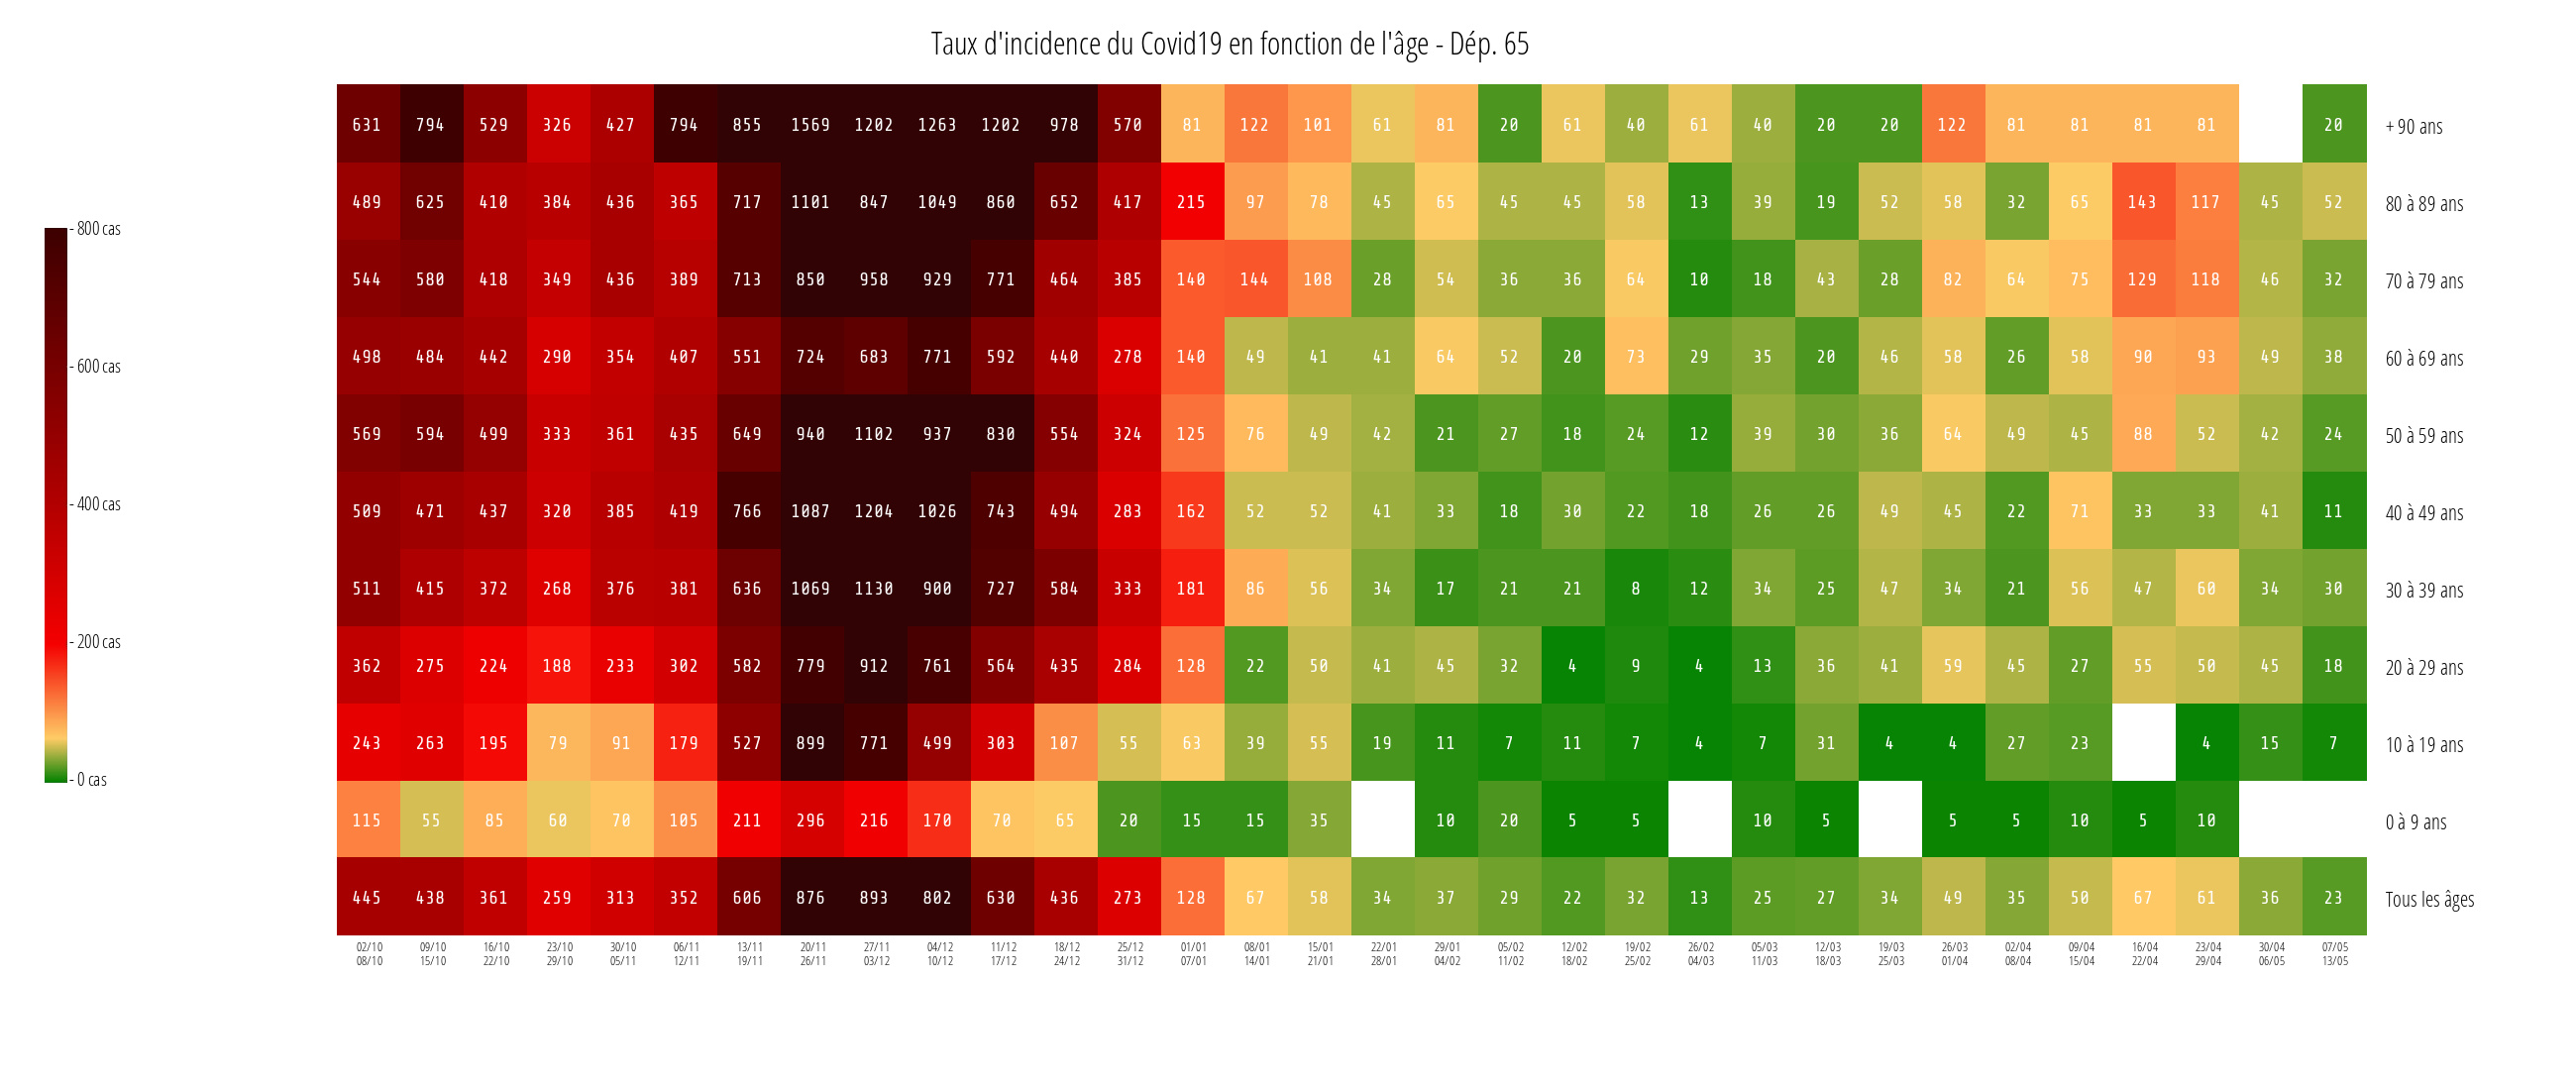 Taux d'incidence du Covid19 en fonction de l'âge - Dép. 65
- 800 cas
- 600 cas
- 400 cas
- 200 cas
- 0 cas
631 794 529 326 427 794 855 1569 1202 1263 1202 978 570 81 122 101 61 81 20 61 40 61 40 20 20 122 81 81 81 81 20 + 90 ans
489 625 410 384 436 365 717 1101 847 1049 860 652 417 215 97 78 45 65 45 45 58 13 39 19 52 58 32 65 143 117 45 52 80 à 89 ans
544 580 418 349 436 389 713 850 958 929 771 464 385 140 144 108 28 54 36 36 64 10 18 43 28 82 64 75 129 118 46 32 70 à 79 ans
498 484 442 290 354 407 551 724 683 771 592 440 278 140 49 41 41 64 52 20 73 29 35 20 46 58 26 58 90 93 49 38 60 à 69 ans
569 594 499 333 361 435 649 940 1102 937 830 554 324 125 76 49 42 21 27 18 24 12 39 30 36 64 49 45 88 52 42 24 50 à 59 ans
509 471 437 320 385 419 766 1087 1204 1026 743 494 283 162 52 52 41 33 18 30 22 18 26 26 49 45 22 71 33 33 41 11 40 à 49 ans
511 415 372 268 376 381 636 1069 1130 900 727 584 333 181 86 56 34 17 21 21 8 12 34 25 47 34 21 56 47 60 34 30 30 à 39 ans
362 275 224 188 233 302 582 779 912 761 564 435 284 128 22 50 41 45 32 4 9 4 13 36 41 59 45 27 55 50 45 18 20 à 29 ans
243 263 195 79 91 179 527 899 771 499 303 107 55 63 39 55 19 11 7 11 7 4 7 31 4 4 27 23 4 15 7 10 à 19 ans
115 55 85 60 70 105 211 296 216 170 70 65 20 15 15 35 10 20 5 5 10 5 5 5 10 5 10 0 à 9 ans
445 438 361 259 313 352 606 876 893 802 630 436 273 128 67 58 34 37 29 22 32 13 25 27 34 49 35 50 67 61 36 23 Tous les âges
02/10 09/10 16/10 23/10 30/10 06/11 13/11 20/11 27/11 04/12 11/12 18/12 25/12 01/01 08/01 15/01 22/01 29/01 05/02 12/02 19/02 26/02 05/03 12/03 19/03 26/03 02/04 09/04 16/04 23/04 30/04 07/05
08/10 15/10 22/10 29/10 05/11 12/11 19/11 26/11 03/12 10/12 17/12 24/12 31/12 07/01 14/01 21/01 28/01 04/02 11/02 18/02 25/02 04/03 11/03 18/03 25/03 01/04 08/04 15/04 22/04 29/04 06/05 13/05